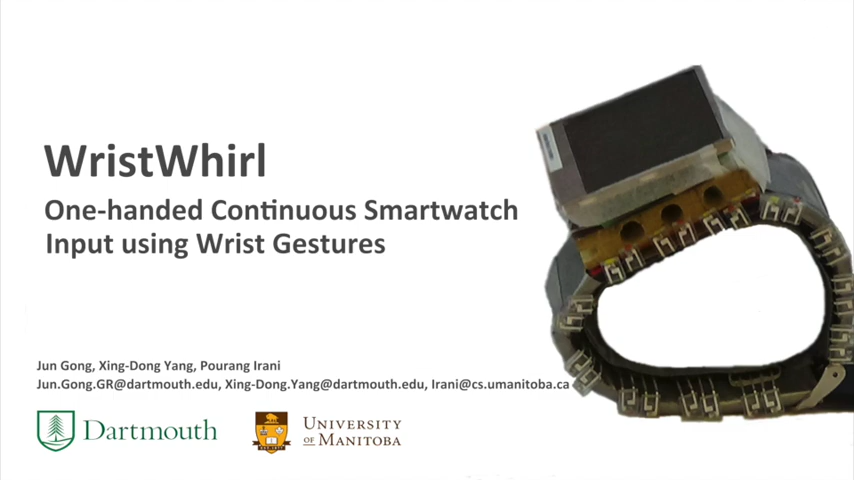 WristWhirl
One-handed Continuous Smartwatch
Input using Wrist Gestures
Jun Gong, Xing-Dong Yang, Pourang Irani
Jun.Gong.GR@dartmouth.edu, Xing-Dong.Yang@dartmouth.edu, Irani@cs.umanitoba.ca
Dartmouth
UNIVERSITY
OF MANITOBA